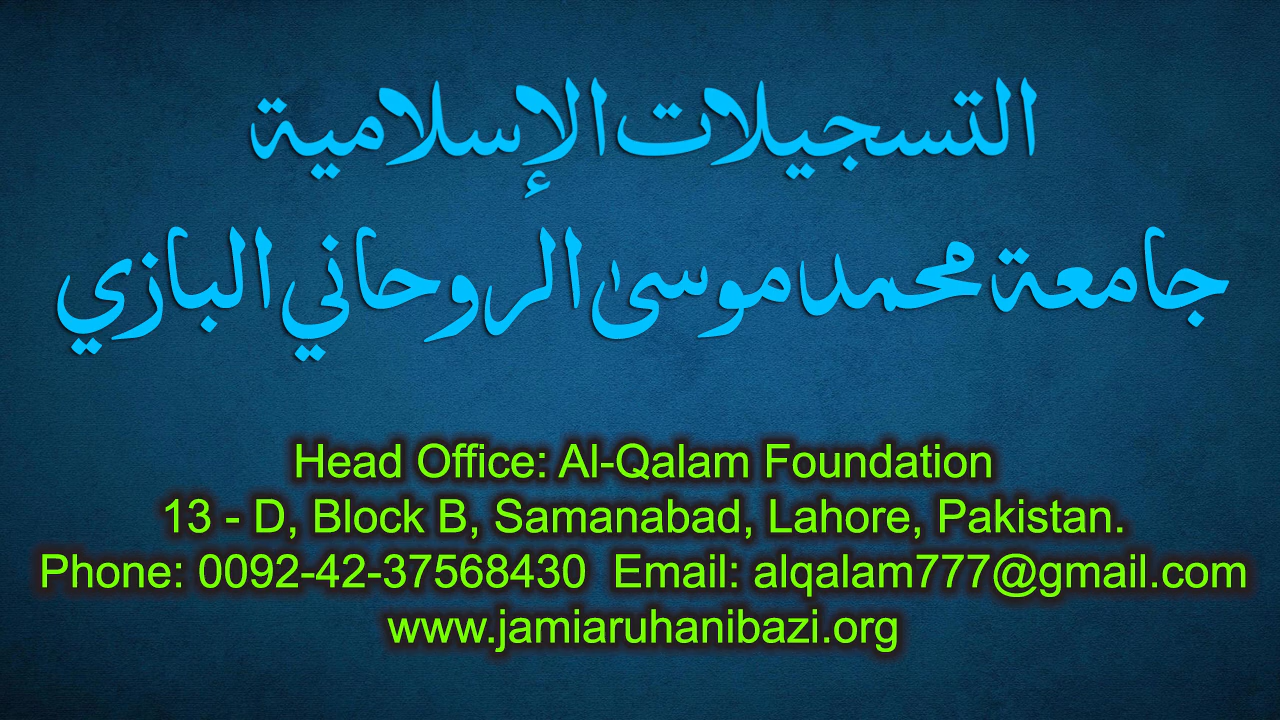 التسجيلات الإسلامية
جامعة محمد موسىٰ الروحاني البازي
Head Office: Al-Qalam Foundation
13 - D, Block B, Samanabad, Lahore, Pakistan.
Phone: 0092-42-37568430  Email: alqalam777@gmail.com
www.jamiaruhanibazi.org